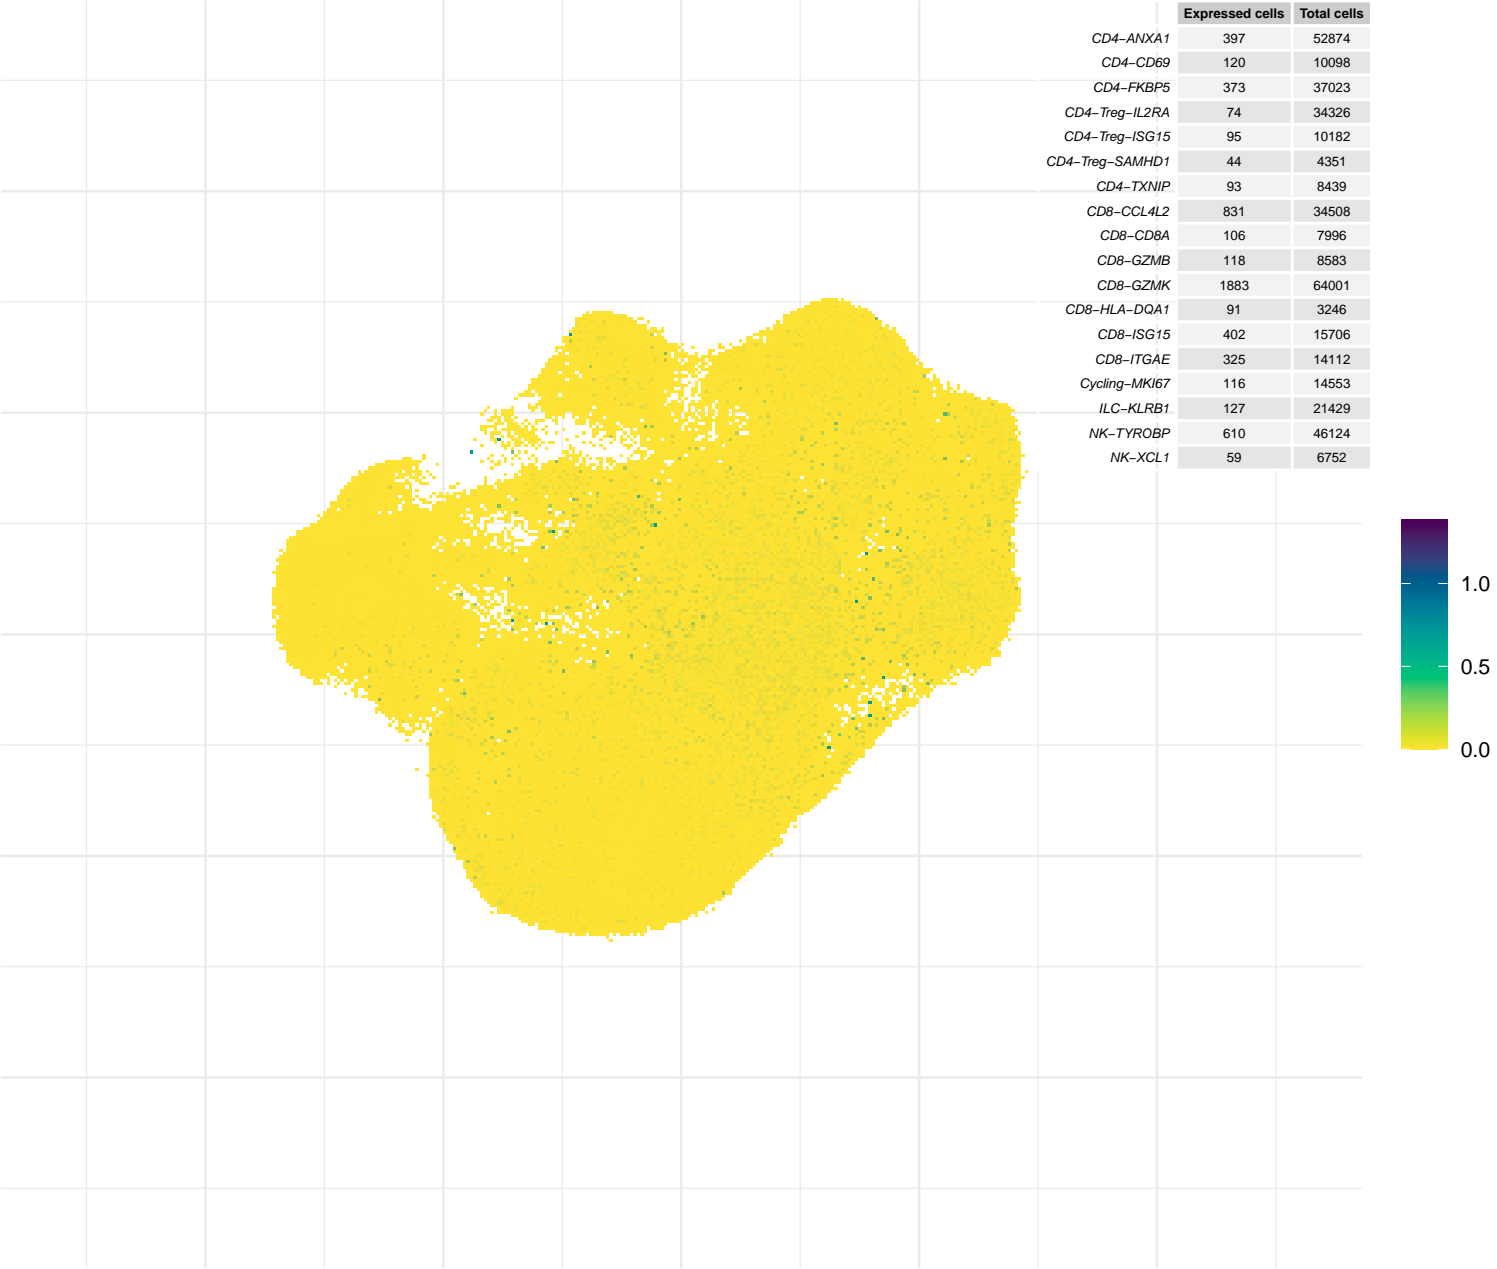 Expressed cells Total cells
CD4−ANXA1 397 52874
CD4−CD69 120 10098
CD4−FKBP5 373 37023
CD4−Treg−IL2RA 74 34326
CD4−Treg−ISG15 95 10182
CD4−Treg−SAMHD1 44 4351
CD4−TXNIP 93 8439
CD8−CCL4L2 831 34508
CD8−CD8A 106 7996
CD8−GZMB 118 8583
CD8−GZMK 1883 64001
CD8−HLA−DQA1 91 3246
CD8−ISG15 402 15706
CD8−ITGAE 325 14112
Cycling−MKI67 116 14553
ILC−KLRB1 127 21429
NK−TYROBP 610 46124
NK−XCL1 59 6752
1.0
0.5
0.0